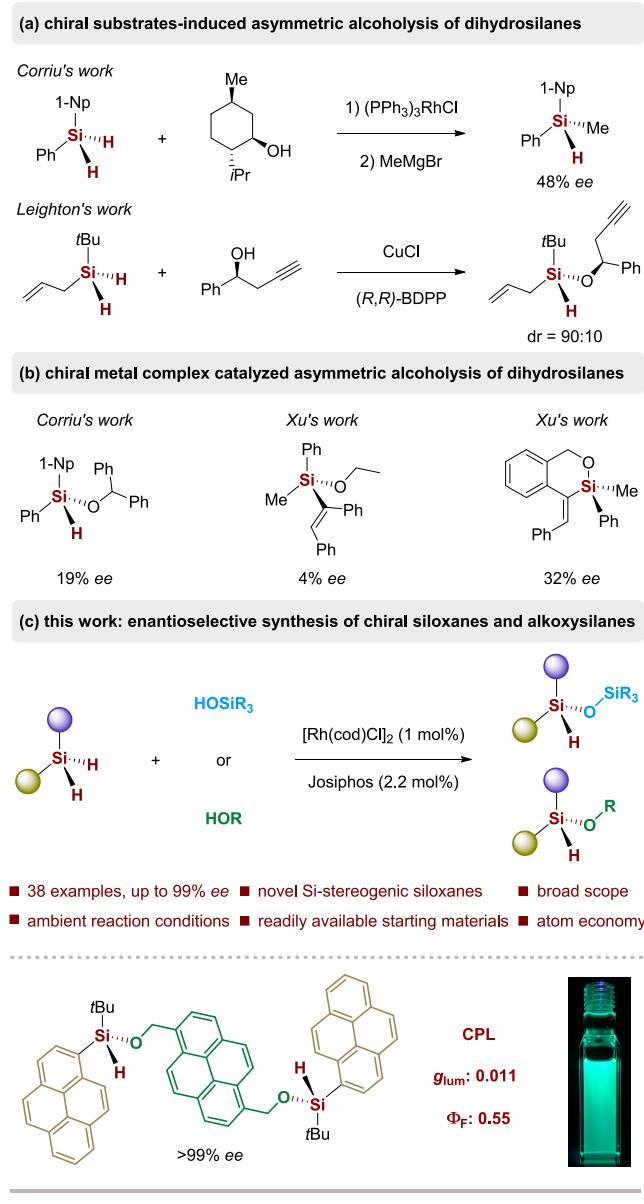 (a) chiral substrates-induced asymmetric alcoholysis of dihydrosilanes
Corriu's work
1-Np
Si
H
Ph
H
+
Me
OH
iPr
1) (PPh3)3RhCl
2) MeMgBr
1-Np
Si
Me
Ph
H
48% ee
Leighton's work
tBu
Si
H
H
+
OH
Ph
CuCl
(R,R)-BDPP
tBu
Si
O
Ph
H
dr = 90:10
(b) chiral metal complex catalyzed asymmetric alcoholysis of dihydrosilanes
Corriu's work
Xu's work
Xu's work
1-Np
Ph
Si
O
Ph
Ph
H
19% ee
Ph
Si
O
Me
Ph
Ph
4% ee
O
Si
Me
Ph
Ph
32% ee
(c) this work: enantioselective synthesis of chiral siloxanes and alkoxysilanes
Si
H
H
+
HOSiR3
or
HOR
[Rh(cod)Cl]2 (1 mol%)
Josiphos (2.2 mol%)
SiR3
Si
O
H
R
Si
O
H
■ 38 examples, up to 99% ee ■ novel Si-stereogenic siloxanes ■ broad scope
■ ambient reaction conditions ■ readily available starting materials ■ atom economy
tBu
Si
O
H
H
O
Si
tBu
>99% ee
CPL
glum: 0.011
ΦF: 0.55